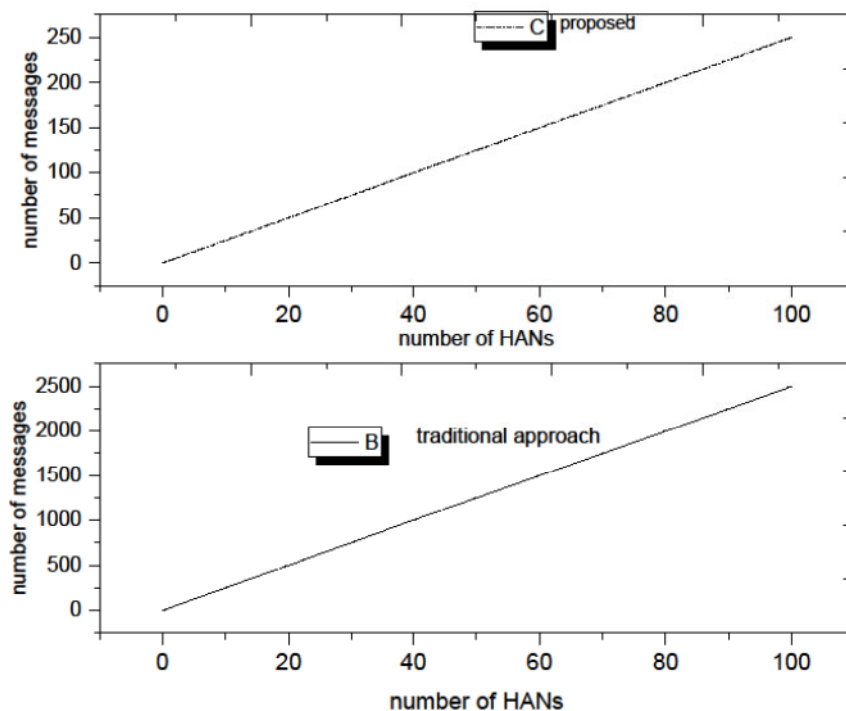 C proposed
250
200
150
100
50
0
number of messages
0 20 40 60 80 100
number of HANs
2500
2000
1500
1000
500
0
number of messages
B traditional approach
0 20 40 60 80 100
number of HANs